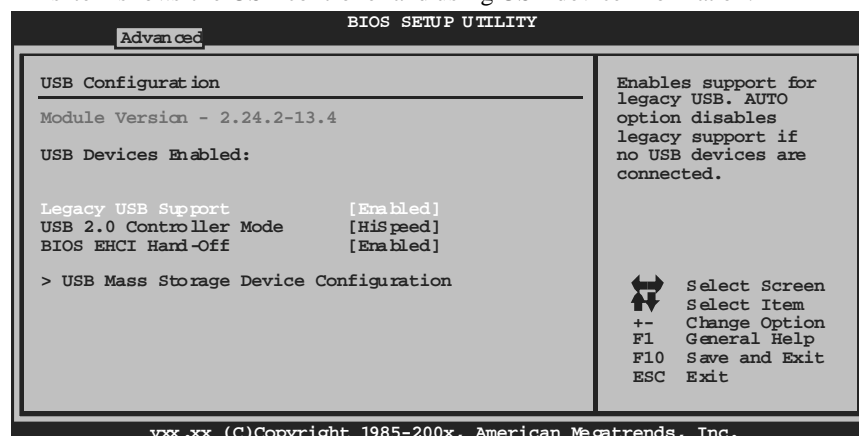 BIOS SETUP UTILITY
Advanced
USB Configuration
Module Version - 2.24.2-13.4
USB Devices Enabled:
Legacy USB Support [Enabled]
USB 2.0 Controller Mode [HiSpeed]
BIOS EHCI Hand-Off [Enabled]
> USB Mass Storage Device Configuration
Enables support for
legacy USB. AUTO
option disables
legacy support if
no USB devices are
connected.
Select Screen
Select Item
+- Change Option
F1 General Help
F10 Save and Exit
ESC Exit
vxx.xx (C)Copyright 1985-200x, American Megatrends, Inc.